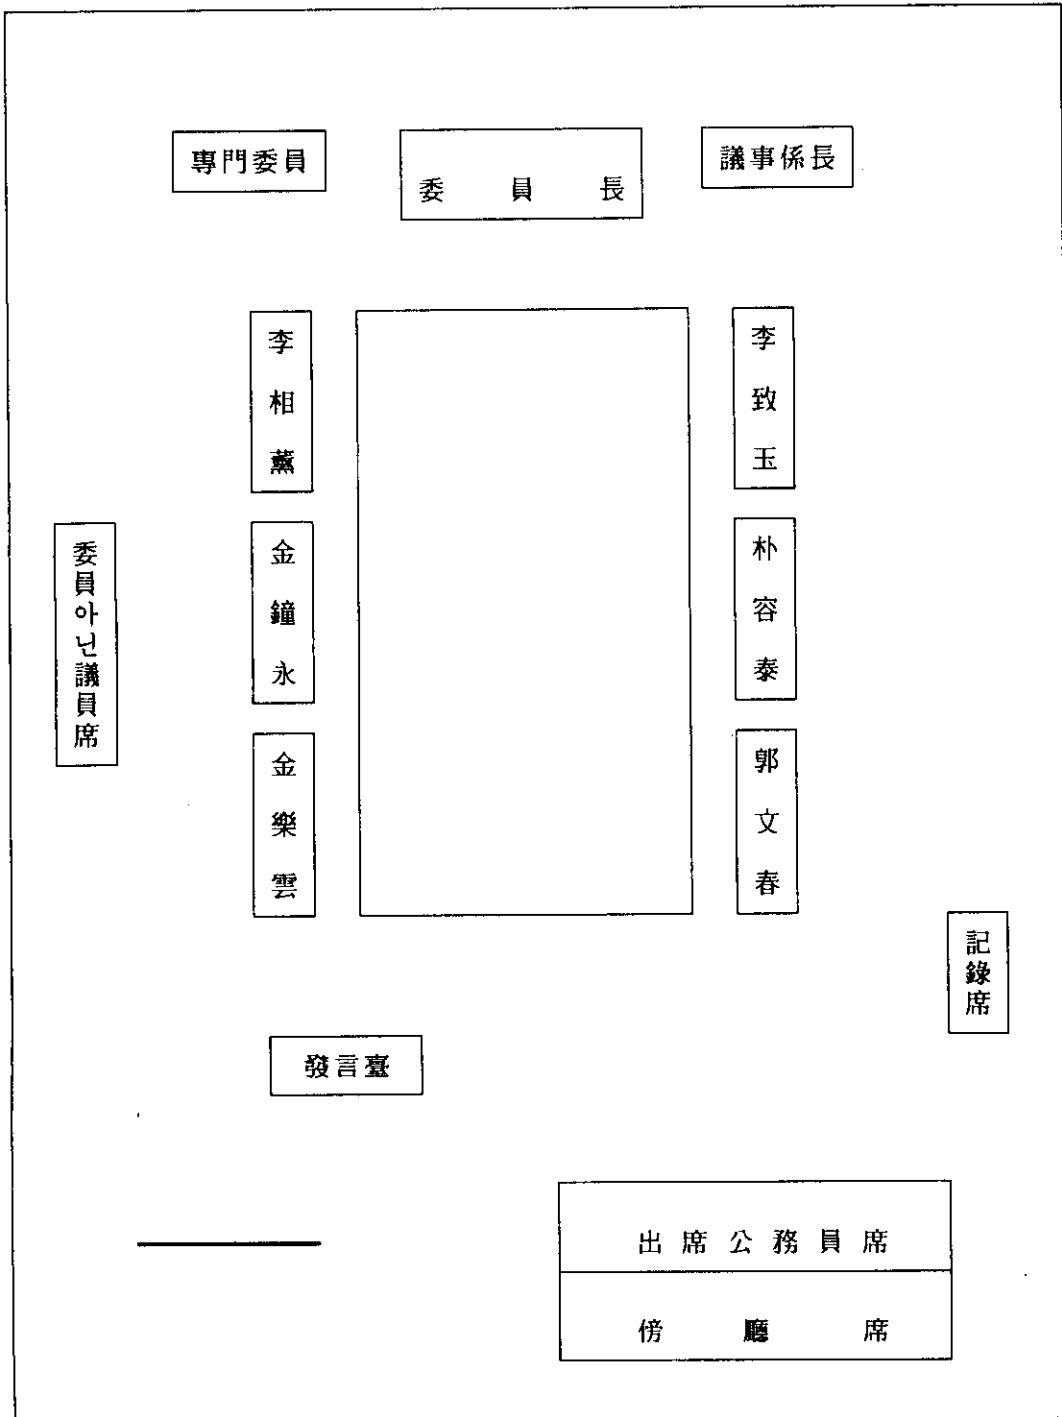 專門委員
委員長
議事係長
李相薰
李致玉
委員아닌議員席
金鐘永
朴容泰
金樂雲
郭文春
記錄席
發言臺
出席公務員席
傍廳席